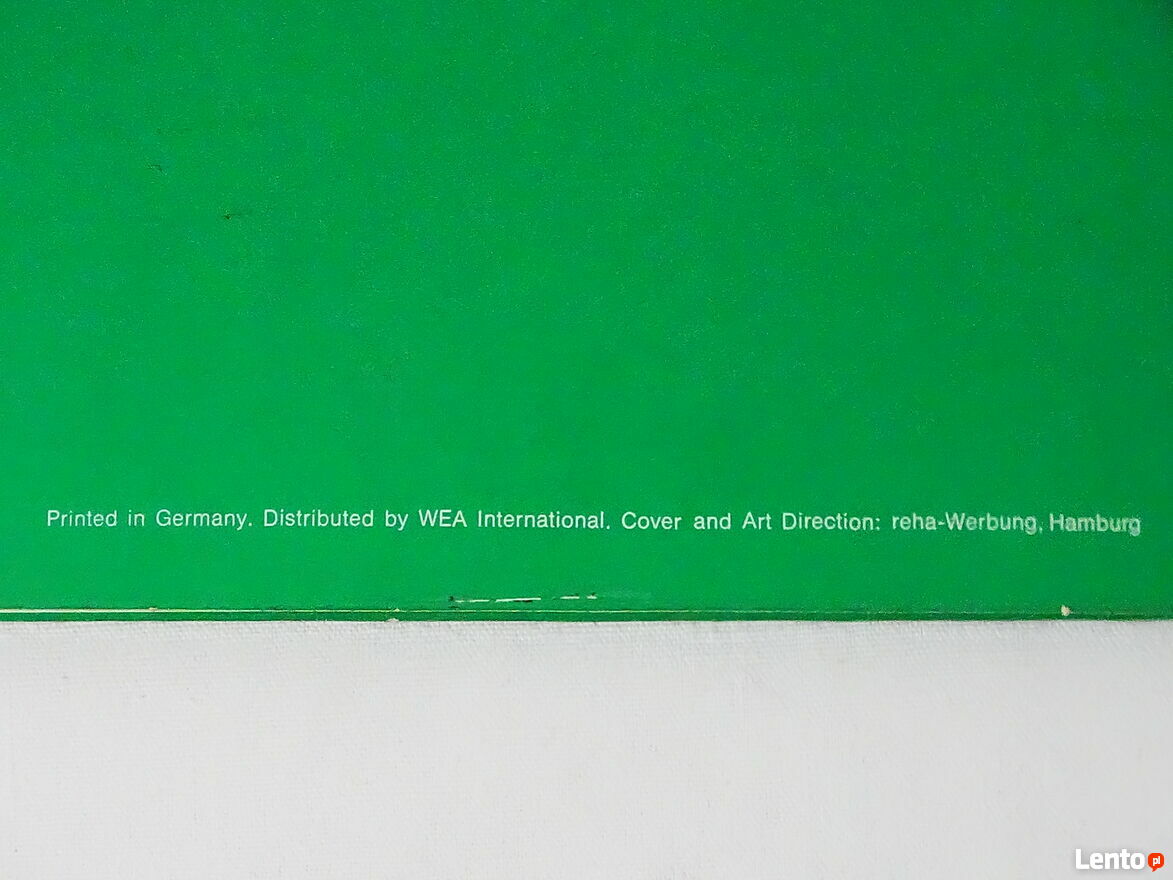 Printed in Germany. Distributed by WEA International. Cover and Art Direction: reha-Werbung, Hamburg
Lento pl